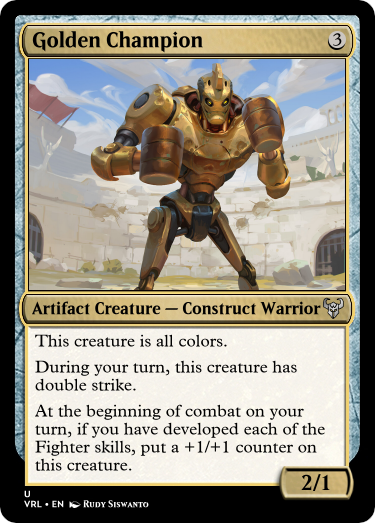 Golden Champion 3
Artifact Creature — Construct Warrior
This creature is all colors.
During your turn, this creature has
double strike.
At the beginning of combat on your
turn, if you have developed each of the
Fighter skills, put a +1/+1 counter on
this creature.
2/1
U
VRL • EN Rudy Siswanto